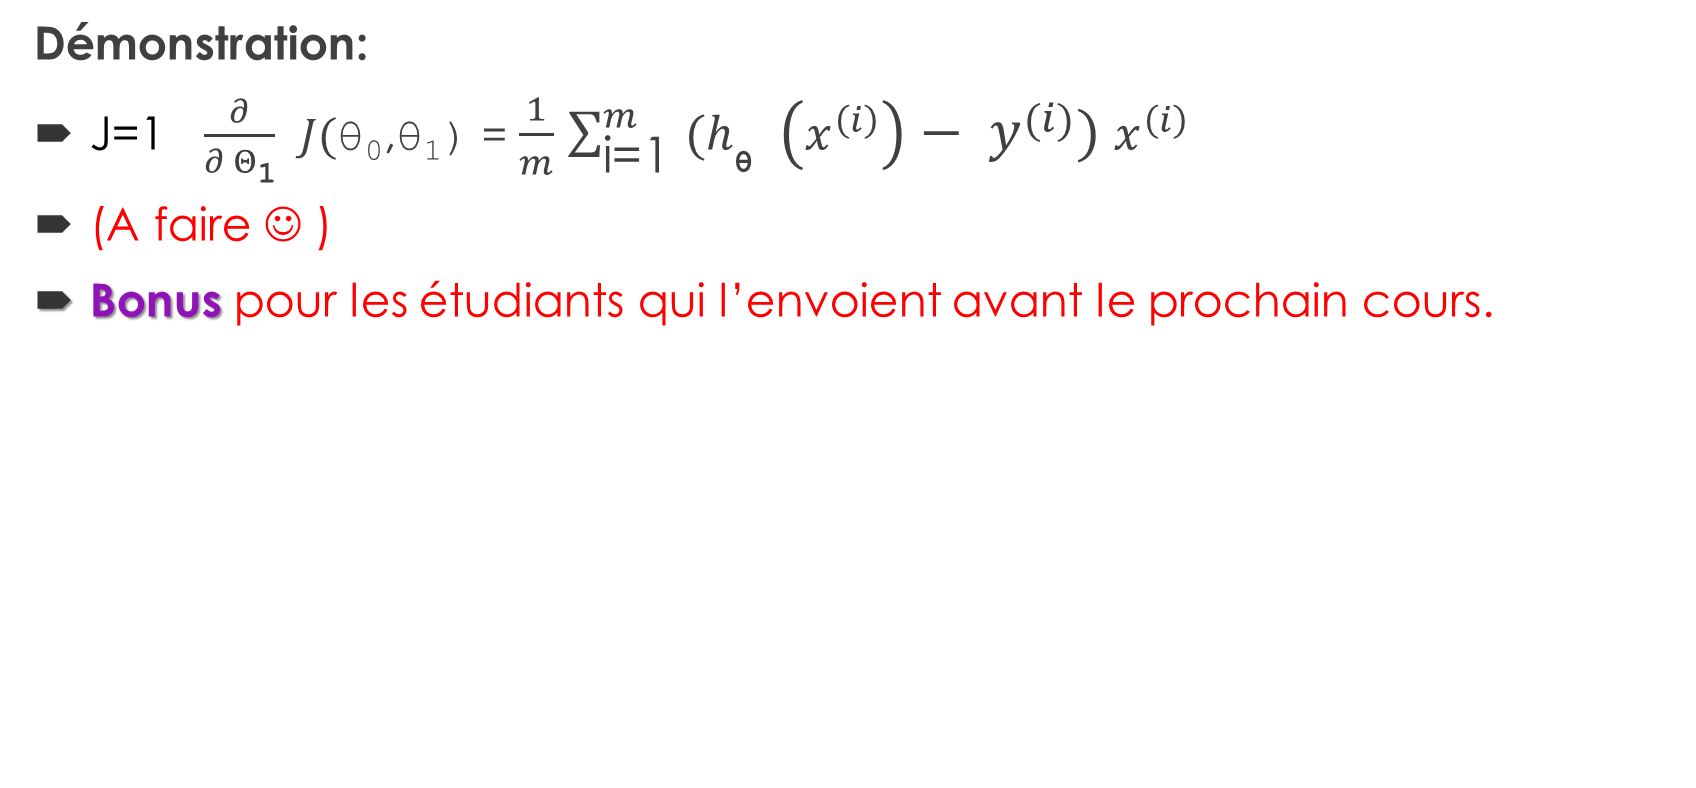 Démonstration:
J=1 ∂/∂ Θ₁ J(θ₀,θ₁) = 1/m ∑ᵢ₌₁ᵐ (h_θ (x⁽ⁱ⁾) − y⁽ⁱ⁾) x⁽ⁱ⁾
(A faire ☺ )
Bonus pour les étudiants qui l’envoient avant le prochain cours.